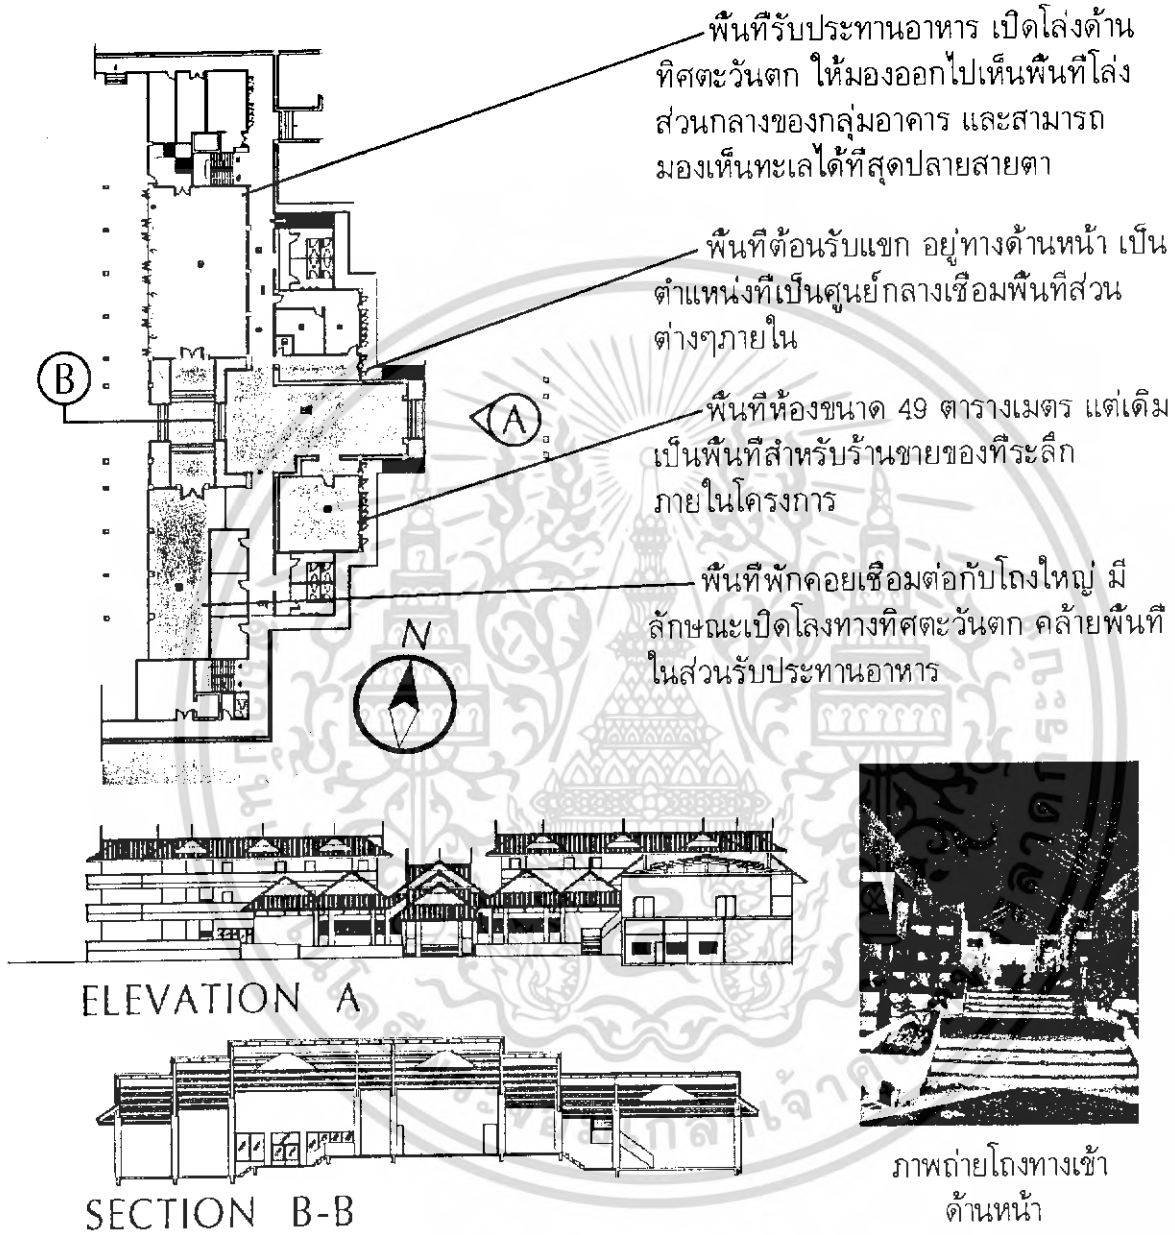 พื้นที่รับประทานอาหาร เปิดโล่งด้าน
ทิศตะวันตก ให้มองออกไปเห็นพื้นที่โล่ง
ส่วนกลางของกลุ่มอาคาร และสามารถ
มองเห็นทะเลได้ที่สุดปลายสายตา
พื้นที่ต้อนรับแขก อยู่ทางด้านหน้า เป็น
ตำแหน่งที่เป็นศูนย์กลางเชื่อมพื้นที่ส่วน
ต่างๆภายใน
B
A
พื้นที่ห้องขนาด 49 ตารางเมตร แต่เดิม
เป็นพื้นที่สำหรับร้านขายของที่ระลึก
ภายในโครงการ
พื้นที่พักคอยเชื่อมต่อกับโถงใหญ่ มี
ลักษณะเปิดโลงทางทิศตะวันตก คล้ายพื้นที่
ในส่วนรับประทานอาหาร
N
ELEVATION A
SECTION B-B
ภาพถ่ายโถงทางเข้า
ด้านหน้า